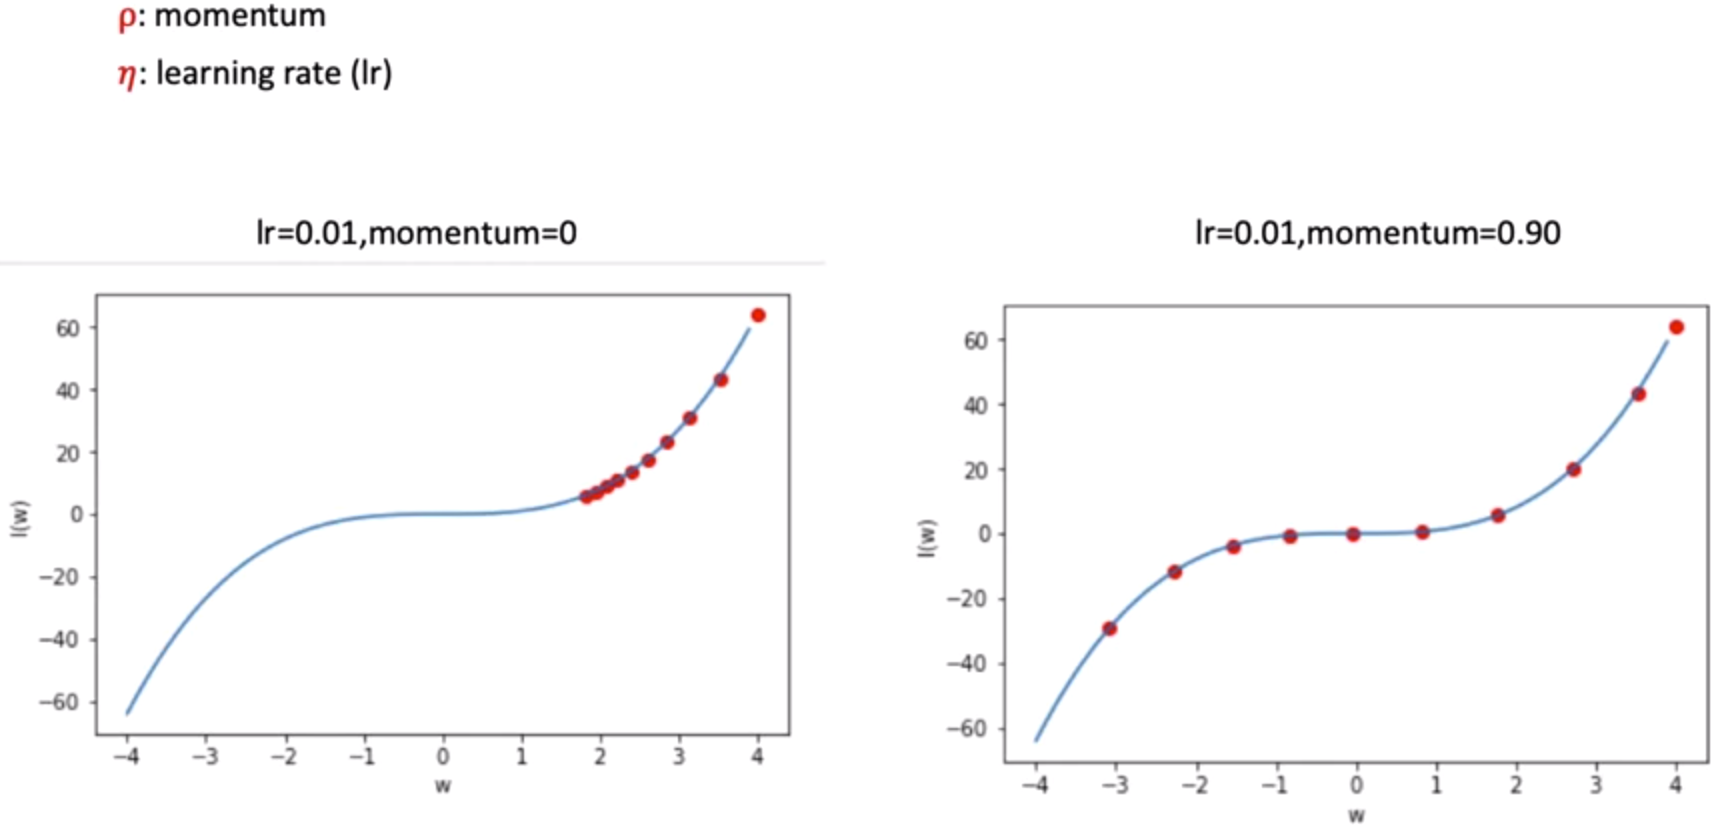 ρ: momentum
η: learning rate (lr)
lr=0.01,momentum=0
lr=0.01,momentum=0.90
60
40
20
0
−20
−40
−60
l(w)
−4 −3 −2 −1 0 1 2 3 4
w
60
40
20
0
−20
−40
−60
l(w)
−4 −3 −2 −1 0 1 2 3 4
w